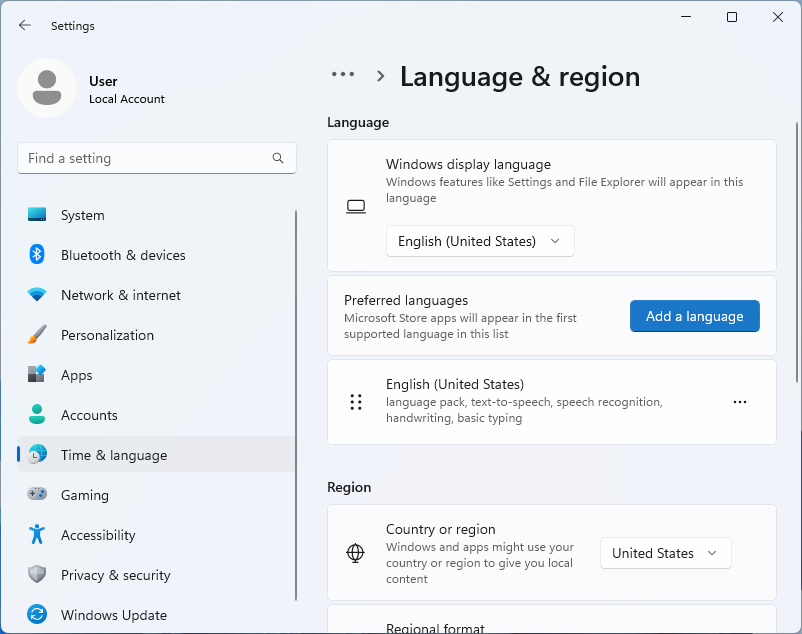 Settings
User
Local Account
Find a setting
System
Bluetooth & devices
Network & internet
Personalization
Apps
Accounts
Time & language
Gaming
Accessibility
Privacy & security
Windows Update
Language & region
Language
Windows display language
Windows features like Settings and File Explorer will appear in this
language
English (United States)
Preferred languages
Microsoft Store apps will appear in the first
supported language in this list
Add a language
English (United States)
language pack, text-to-speech, speech recognition,
handwriting, basic typing
Region
Country or region
Windows and apps might use your
country or region to give you local
content
United States
Regional format